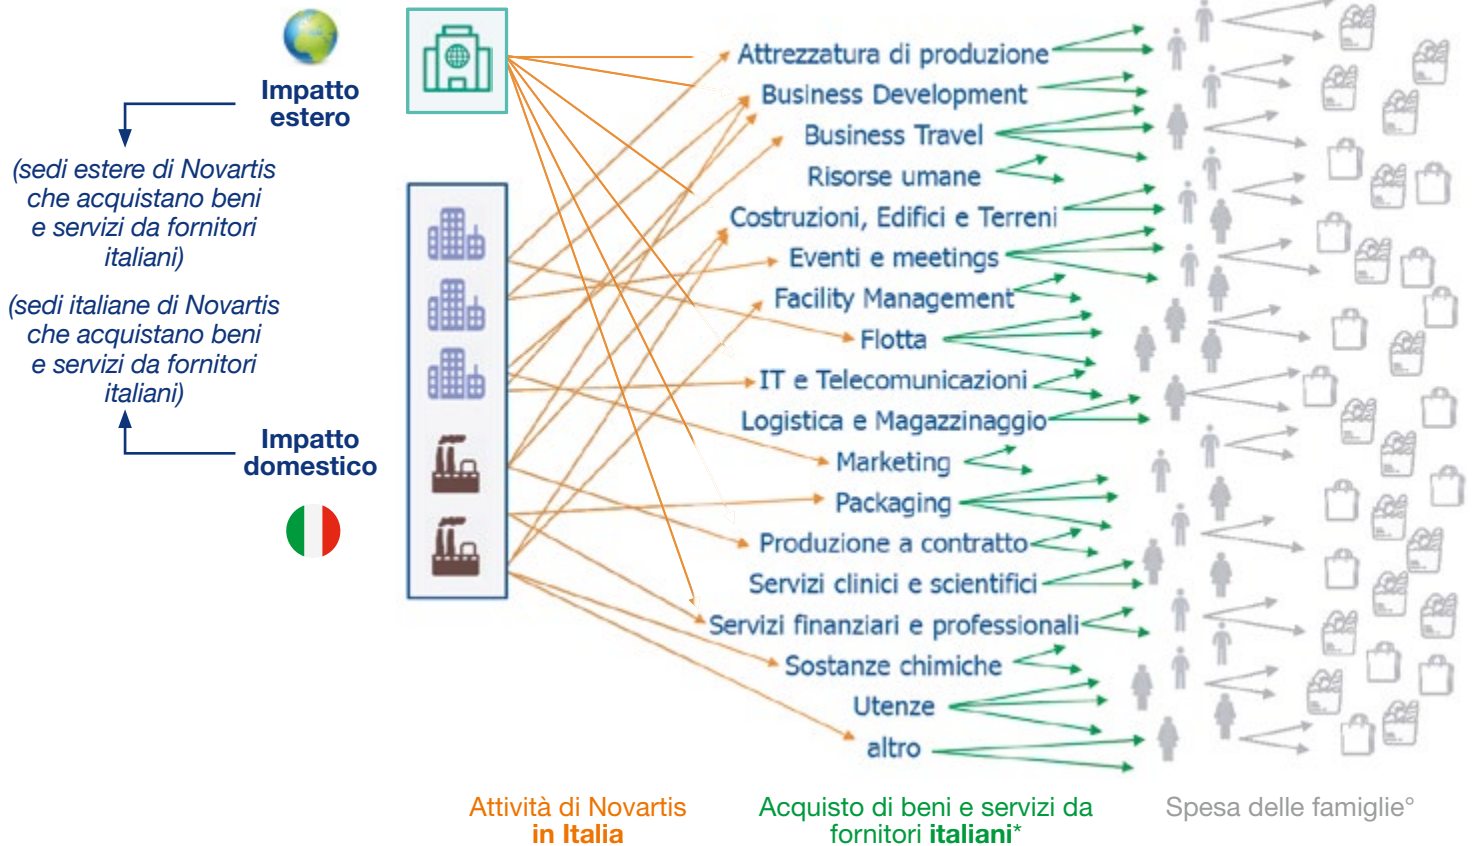 Impatto
estero
(sedi estere di Novartis
che acquistano beni
e servizi da fornitori
italiani)
(sedi italiane di Novartis
che acquistano beni
e servizi da fornitori
italiani)
Impatto
domestico
Attrezzatura di produzione
Business Development
Business Travel
Risorse umane
Costruzioni, Edifici e Terreni
Eventi e meetings
Facility Management
Flotta
IT e Telecomunicazioni
Logistica e Magazzinaggio
Marketing
Packaging
Produzione a contratto
Servizi clinici e scientifici
Servizi finanziari e professionali
Sostanze chimiche
Utenze
altro
Attività di Novartis
in Italia
Acquisto di beni e servizi da
fornitori italiani*
Spesa delle famiglie°